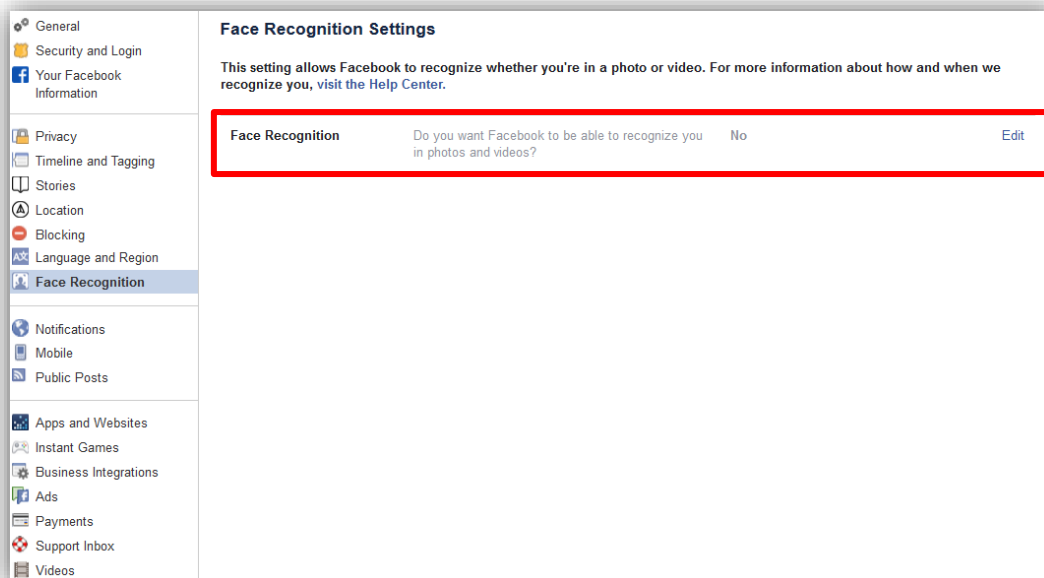 General
Security and Login
Your Facebook
Information
Privacy
Timeline and Tagging
Stories
Location
Blocking
Language and Region
Face Recognition
Notifications
Mobile
Public Posts
Apps and Websites
Instant Games
Business Integrations
Ads
Payments
Support Inbox
Videos
Face Recognition Settings
This setting allows Facebook to recognize whether you're in a photo or video. For more information about how and when we
recognize you, visit the Help Center.
Face Recognition
Do you want Facebook to be able to recognize you
in photos and videos?
No
Edit